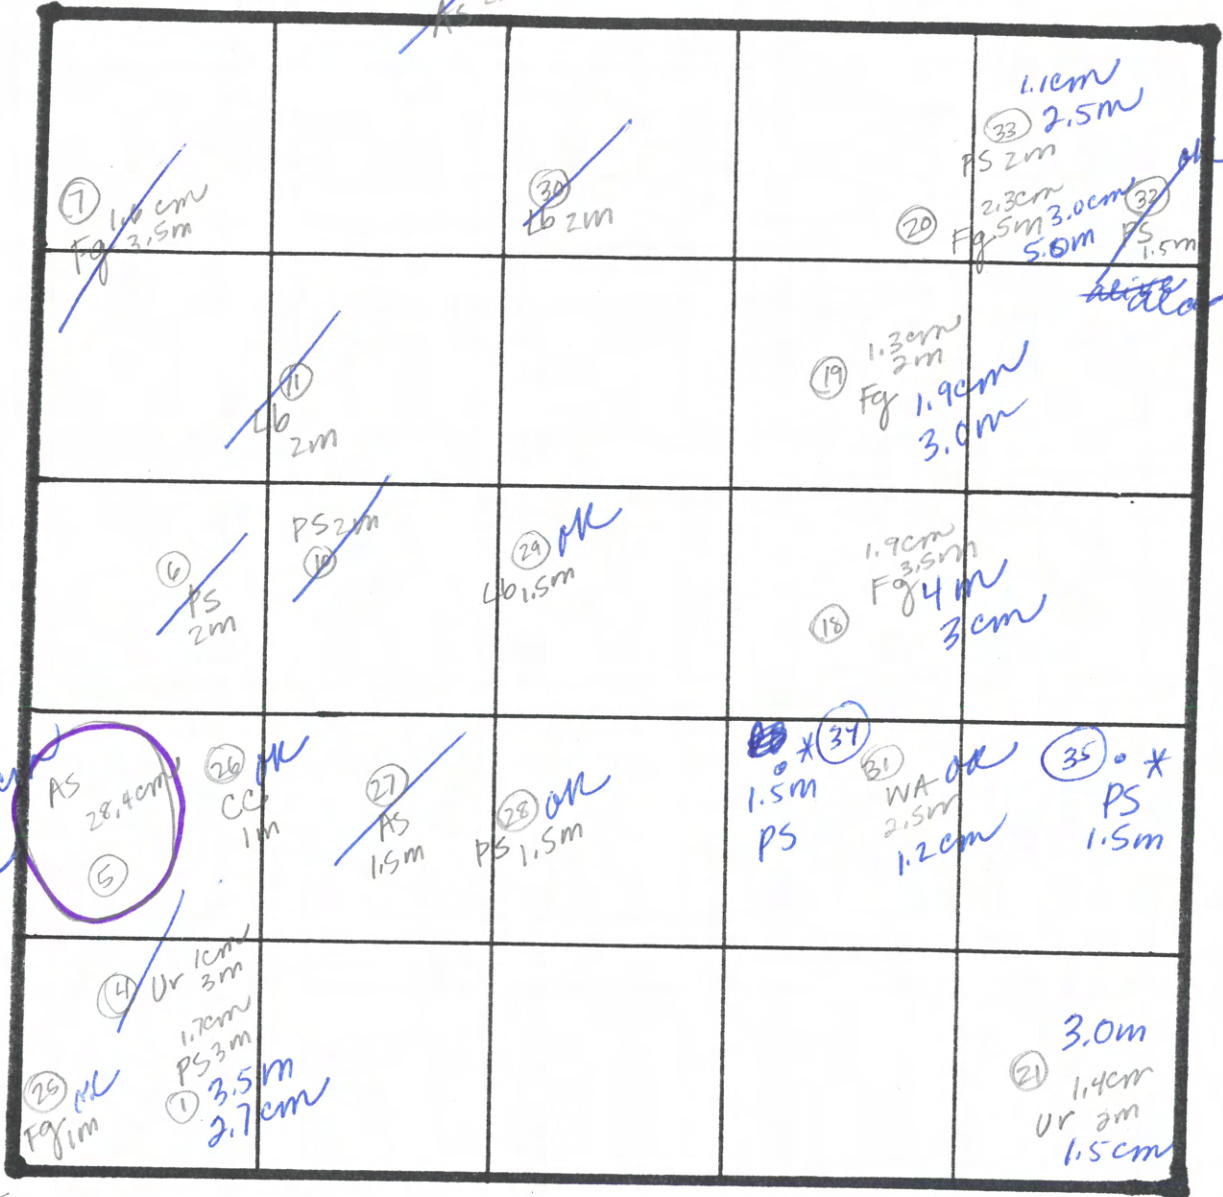 As
1.1cm
33 2.5m
PS 2m
7 1.6 cm
Fg 3.5m
30
Lb 2m
20
2.3cm
Fg 5m 3.0cm
5.0m
32
PS
1.5m
alive
11
Lb
2m
19
1.3cm
2m
Fg 1.9cm
3.0m
6
PS
2m
PS 2m
10
29 ok
Lb 1.5m
1.9cm
3.5m
Fg 4m
18 3cm
AS
28.4cm
5
26 ok
CC
1m
27
AS
1.5m
28 ok
PS 1.5m
* 34
1.5m
PS
31
WA ok
2.5m
1.2cm
35 *
PS
1.5m
4 Ur 1cm
3m
1.7cm
PS 3m
1 3.5m
2.7cm
25 ok
Fg 1m
3.0m
21 1.4cm
Ur 2m
1.5cm